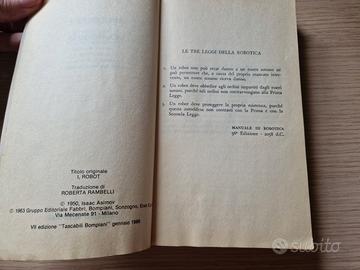 Titolo originale
I, ROBOT
Traduzione di
ROBERTA RAMBELLI
© 1950, Isaac Asimov
© 1963 Gruppo Editoriale Fabbri, Bompiani, Sonzogno, Etas
Via Mecenate 91 - Milano
VII edizione "Tascabili Bompiani" gennaio 1986
LE TRE LEGGI DELLA ROBOTICA
1. Un robot non può recar danno a un essere umano né
può permettere che, a causa del proprio mancato inter-
vento, un essere umano riceva danno.
2. Un robot deve obbedire agli ordini impartiti dagli esseri
umani, purché tali ordini non contravvengano alla Prima
Legge.
3. Un robot deve proteggere la propria esistenza, purché
questa autodifesa non contrasti con la Prima e con la
Seconda Legge.
MANUALE DI ROBOTICA
56ª Edizione - 2058 d.C.
subito